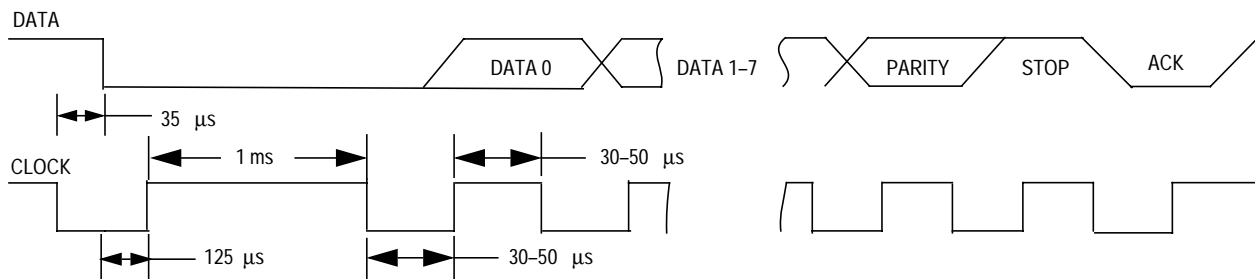 DATA
DATA 0
DATA 1–7
PARITY
STOP
ACK
35 µs
1 ms
30–50 µs
CLOCK
125 µs
30–50 µs